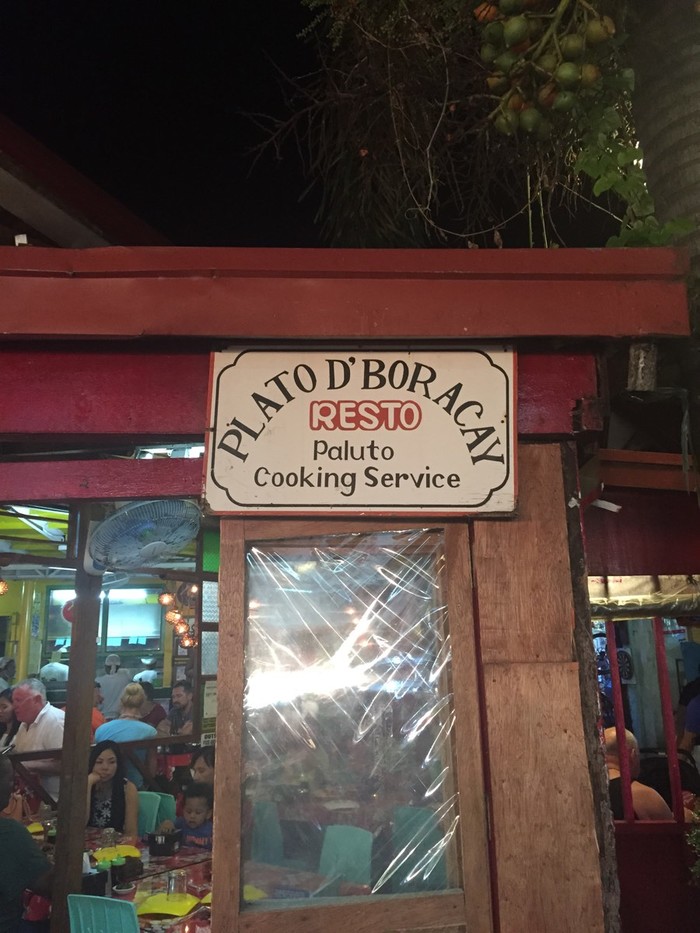 PLATO D'BORACAY
RESTO
Paluto
Cooking Service